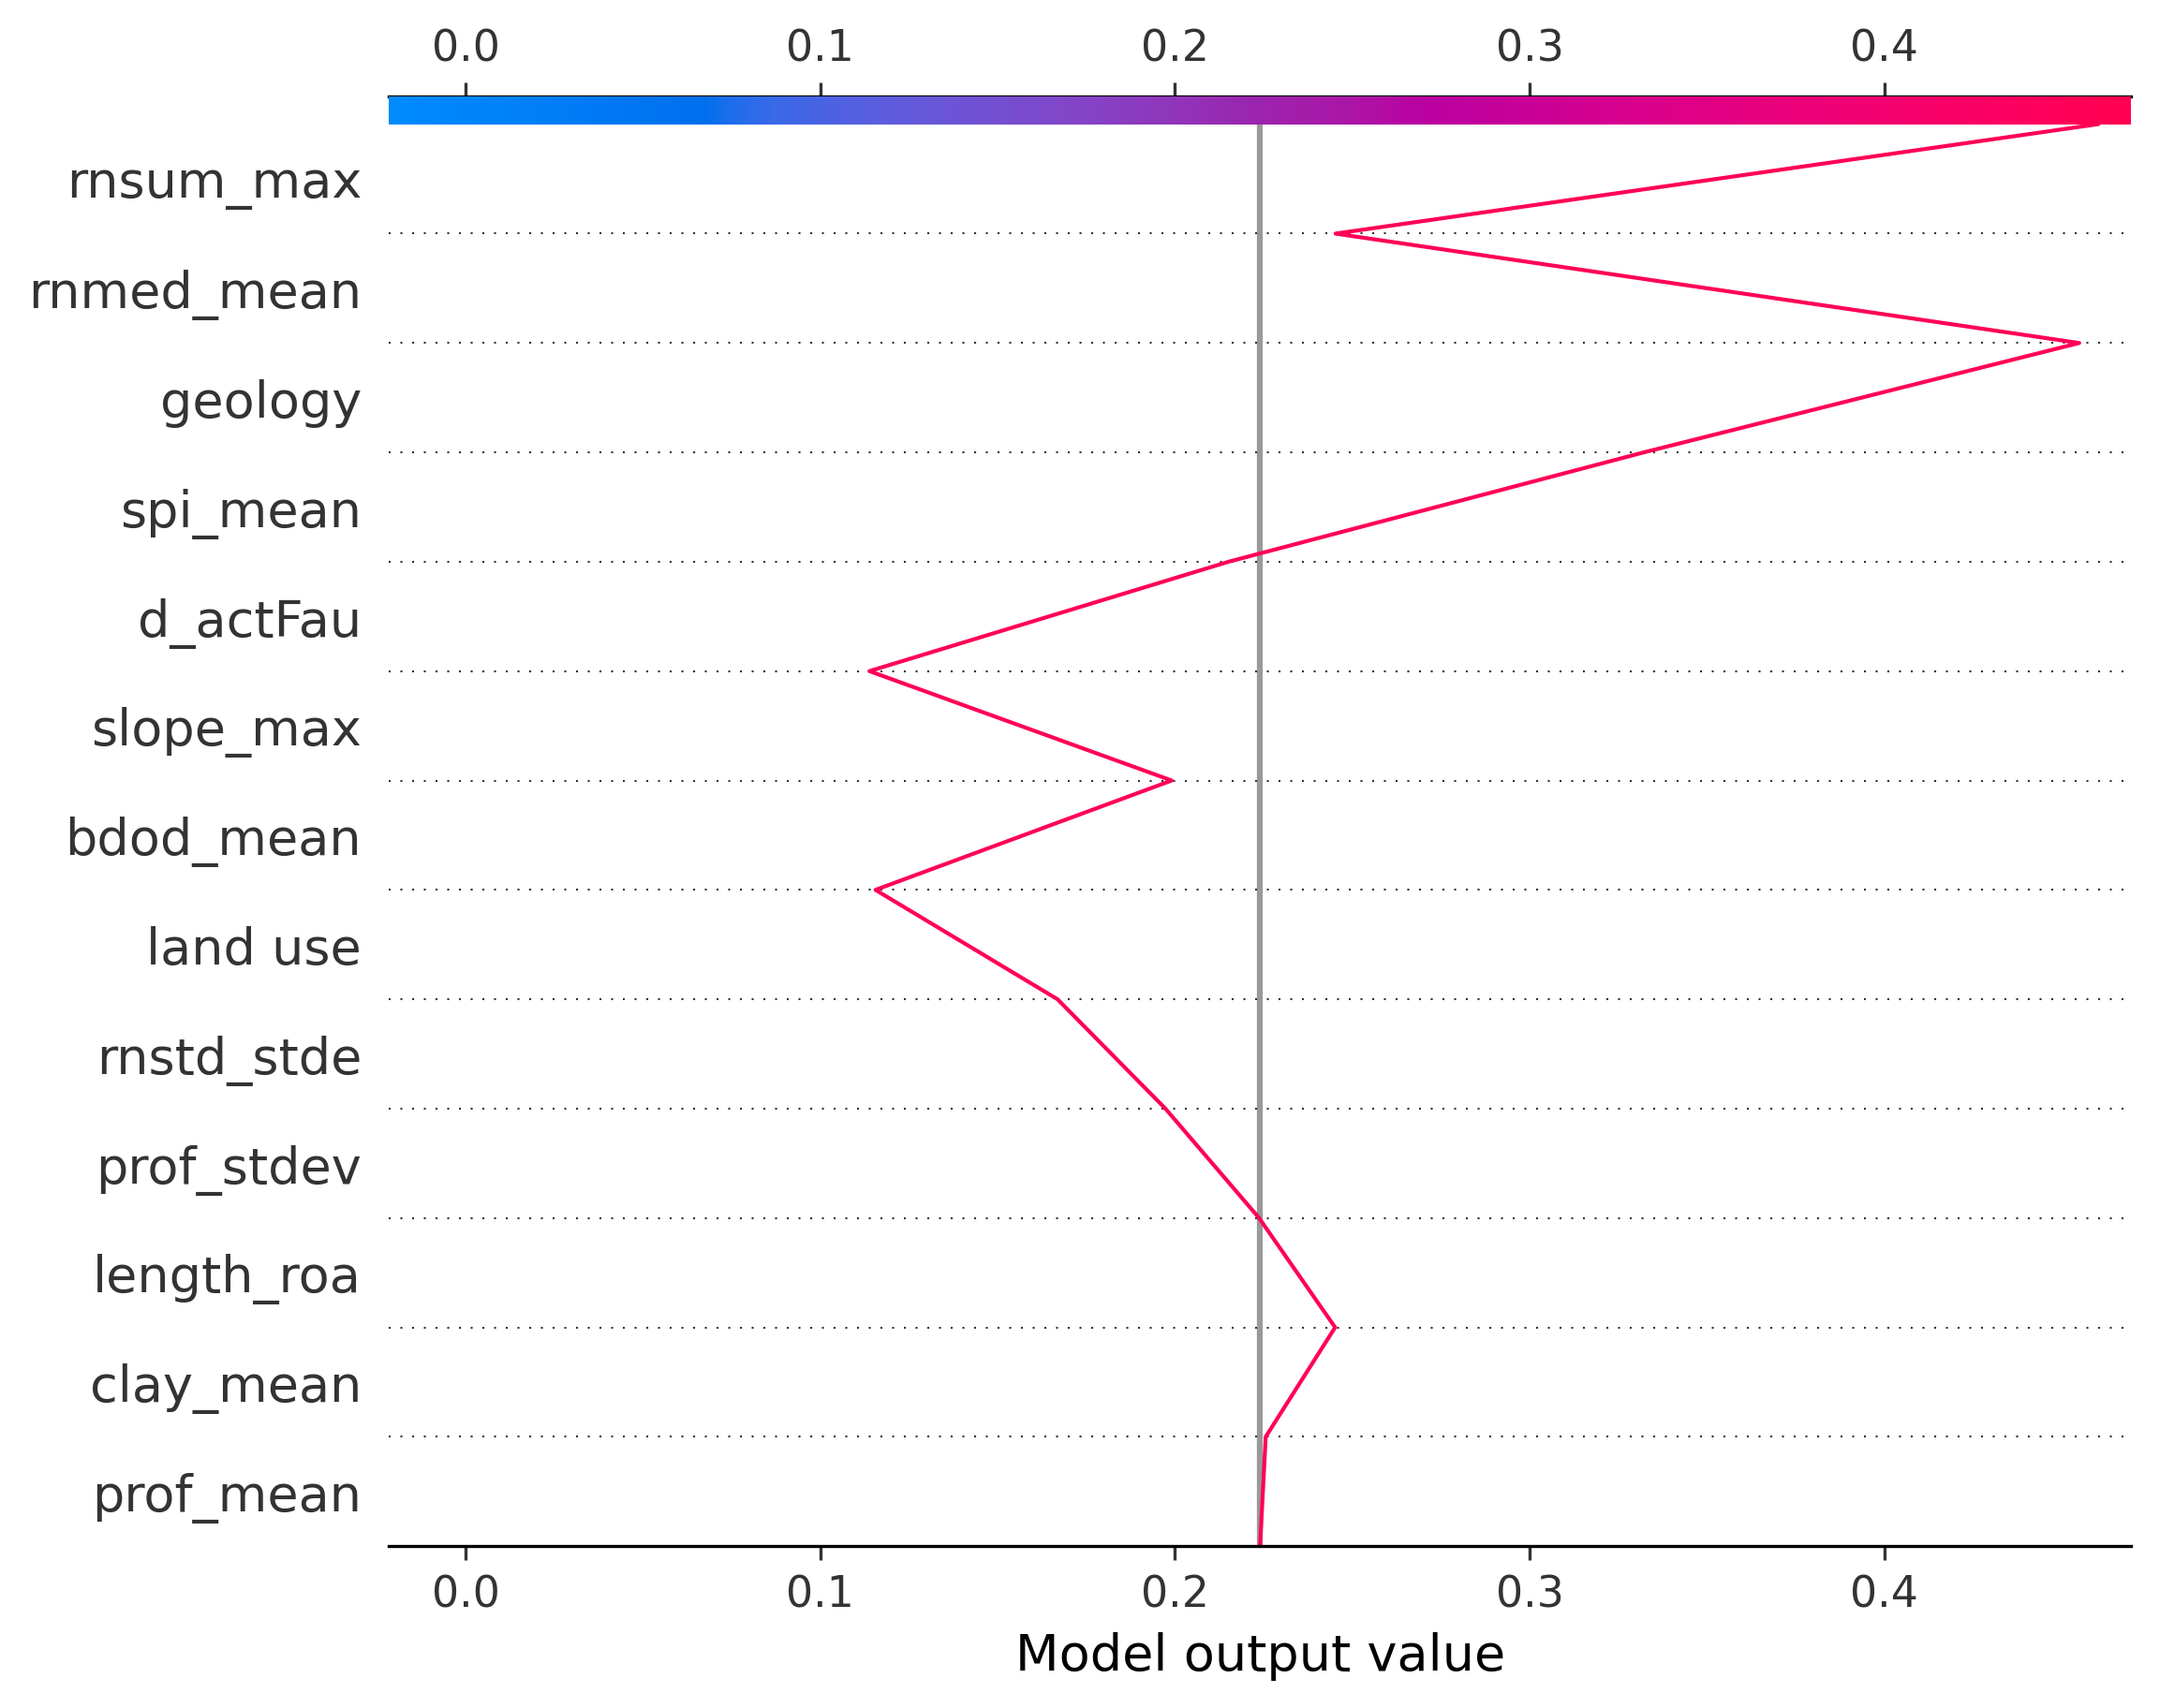 0.0 0.1 0.2 0.3 0.4
rnsum_max
rnmed_mean
geology
spi_mean
d_actFau
slope_max
bdod_mean
land use
rnstd_stde
prof_stdev
length_roa
clay_mean
prof_mean
0.0 0.1 0.2 0.3 0.4
Model output value